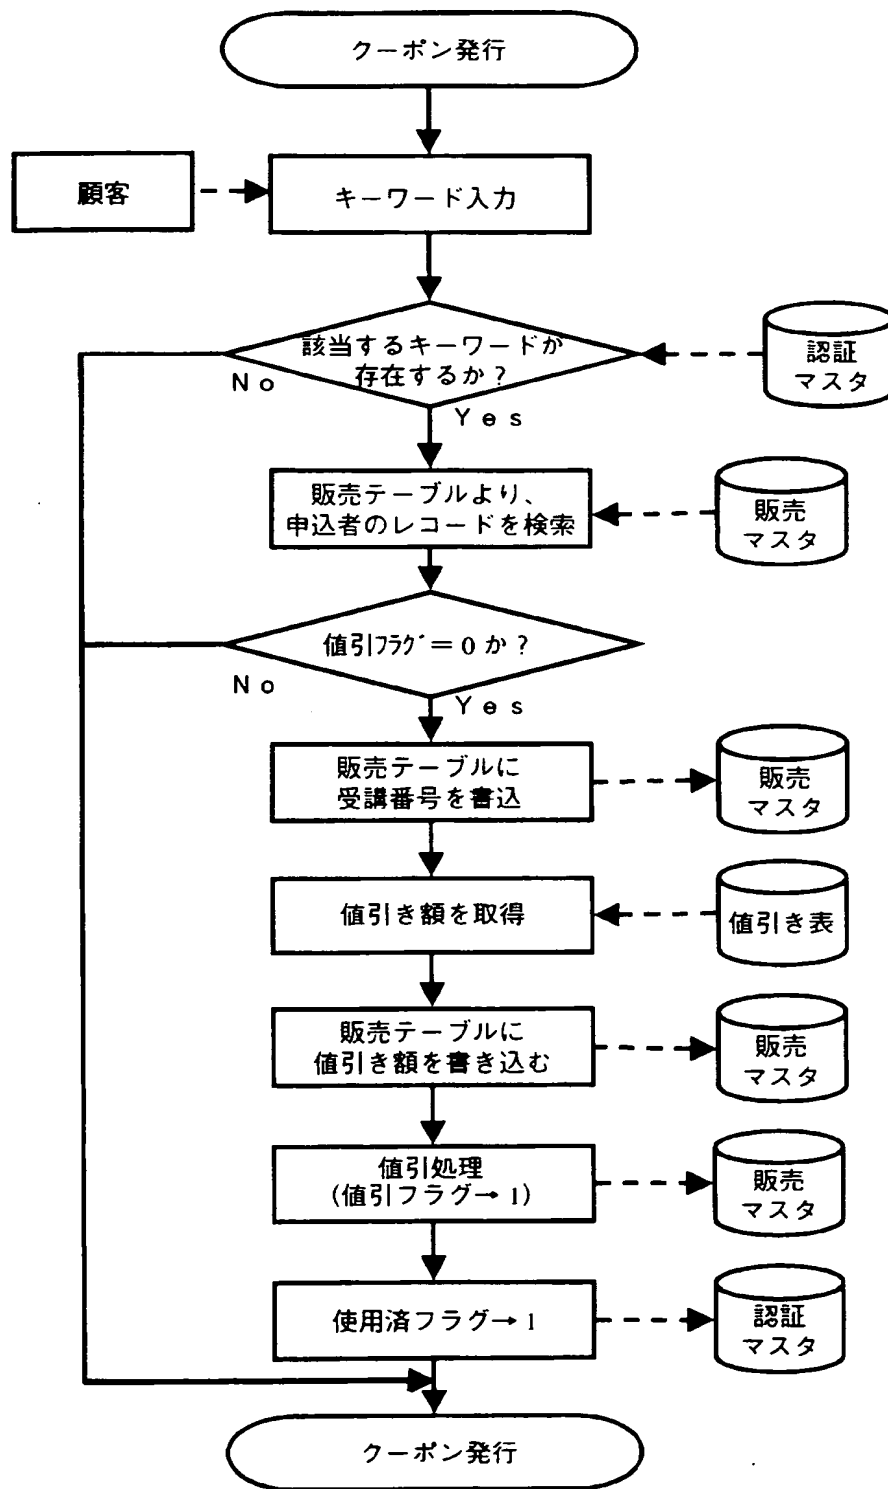 クーポン発行
顧客
キーワード入力
該当するキーワードが
存在するか？
認証
マスタ
No
Yes
販売テーブルより、
申込者のレコードを検索
販売
マスタ
値引ﾌﾗｸﾞ＝0か？
No
Yes
販売テーブルに
受講番号を書込
販売
マスタ
値引き額を取得
値引き表
販売テーブルに
値引き額を書き込む
販売
マスタ
値引処理
(値引フラグ→1)
販売
マスタ
使用済フラグ→1
認証
マスタ
クーポン発行